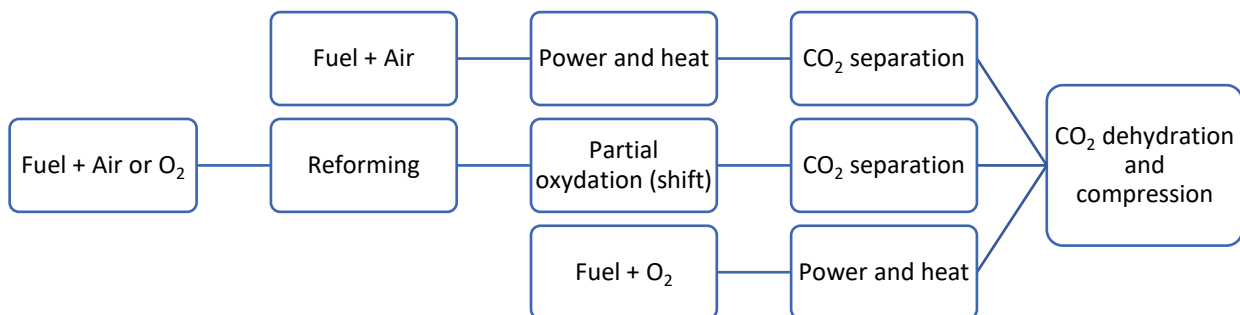 Fuel + Air
Power and heat
CO₂ separation
Fuel + Air or O₂
Reforming
Partial
oxydation (shift)
CO₂ separation
CO₂ dehydration
and
compression
Fuel + O₂
Power and heat